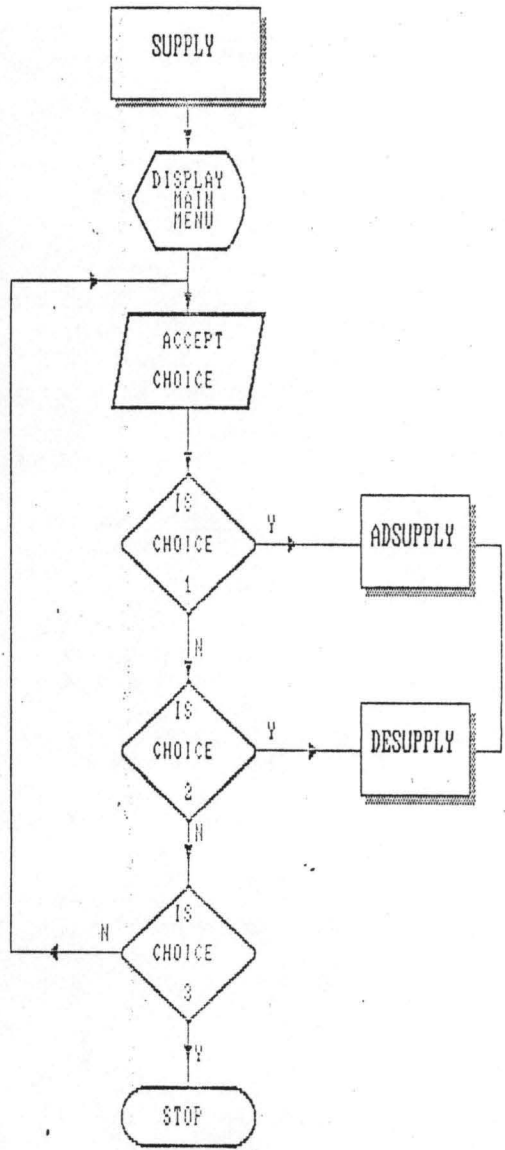 SUPPLY
DISPLAY
MAIN
MENU
ACCEPT
CHOICE
IS
CHOICE
1
Y
ADSUPPLY
N
IS
CHOICE
2
Y
DESUPPLY
N
IS
CHOICE
3
N
Y
STOP